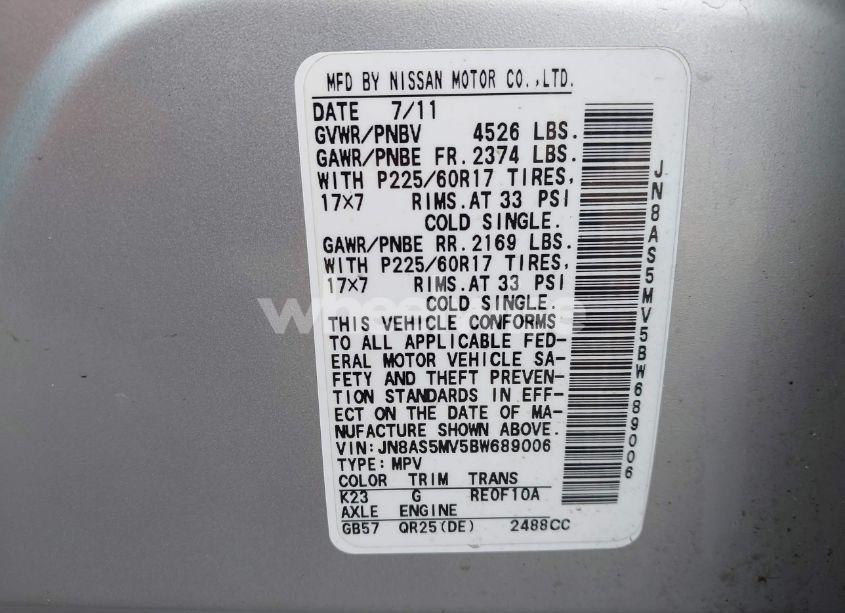 MFD BY NISSAN MOTOR CO.,LTD.
DATE 7/11
GVWR/PNBV 4526 LBS.
GAWR/PNBE FR. 2374 LBS.
WITH P225/60R17 TIRES,
17×7 RIMS.AT 33 PSI
COLD SINGLE.
GAWR/PNBE RR. 2169 LBS.
WITH P225/60R17 TIRES,
17×7 RIMS.AT 33 PSI
COLD SINGLE.
THIS VEHICLE CONFORMS
TO ALL APPLICABLE FED-
ERAL MOTOR VEHICLE SA-
FETY AND THEFT PREVEN-
TION STANDARDS IN EFF-
ECT ON THE DATE OF MA-
NUFACTURE SHOWN ABOVE.
VIN:JN8AS5MV5BW689006
TYPE:MPV
COLOR TRIM TRANS
K23 G RE0F10A
AXLE ENGINE
GB57 QR25(DE) 2488CC
JN8AS5MV5BW689006